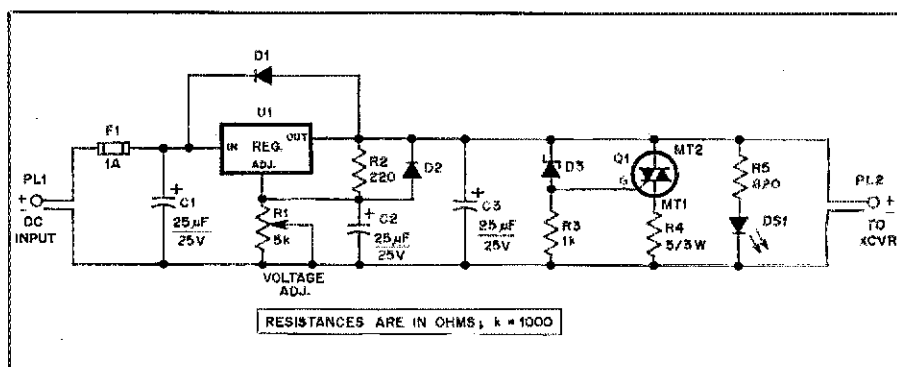 D1
U1
F1
1A
IN
OUT
REG.
ADJ.
R2
220
D2
D3
Q1
MT2
G
MT1
R5
820
PL1
+
-
DC
INPUT
+
C1
25µF
25V
R1
5k
VOLTAGE
ADJ.
+
C2
25µF
25V
+
C3
25µF
25V
R3
1k
R4
5/3W
DS1
PL2
+
-
TO
XCVR
RESISTANCES ARE IN OHMS; k = 1000